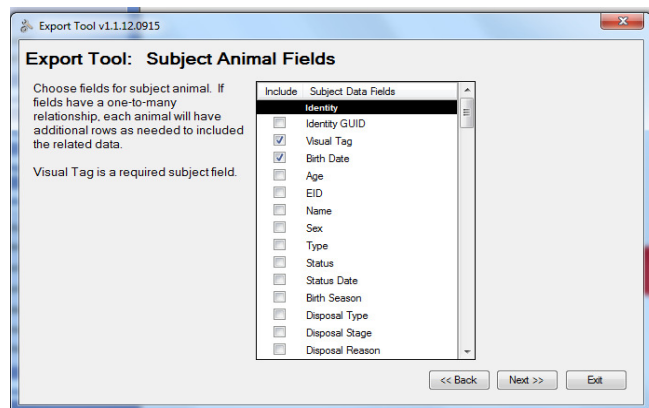 Export Tool v1.1.12.0915
Export Tool: Subject Animal Fields
Choose fields for subject animal. If
fields have a one-to-many
relationship, each animal will have
additional rows as needed to included
the related data.
Visual Tag is a required subject field.
Include Subject Data Fields
Identity
Identity GUID
Visual Tag
Birth Date
Age
EID
Name
Sex
Type
Status
Status Date
Birth Season
Disposal Type
Disposal Stage
Disposal Reason
<< Back Next >> Exit